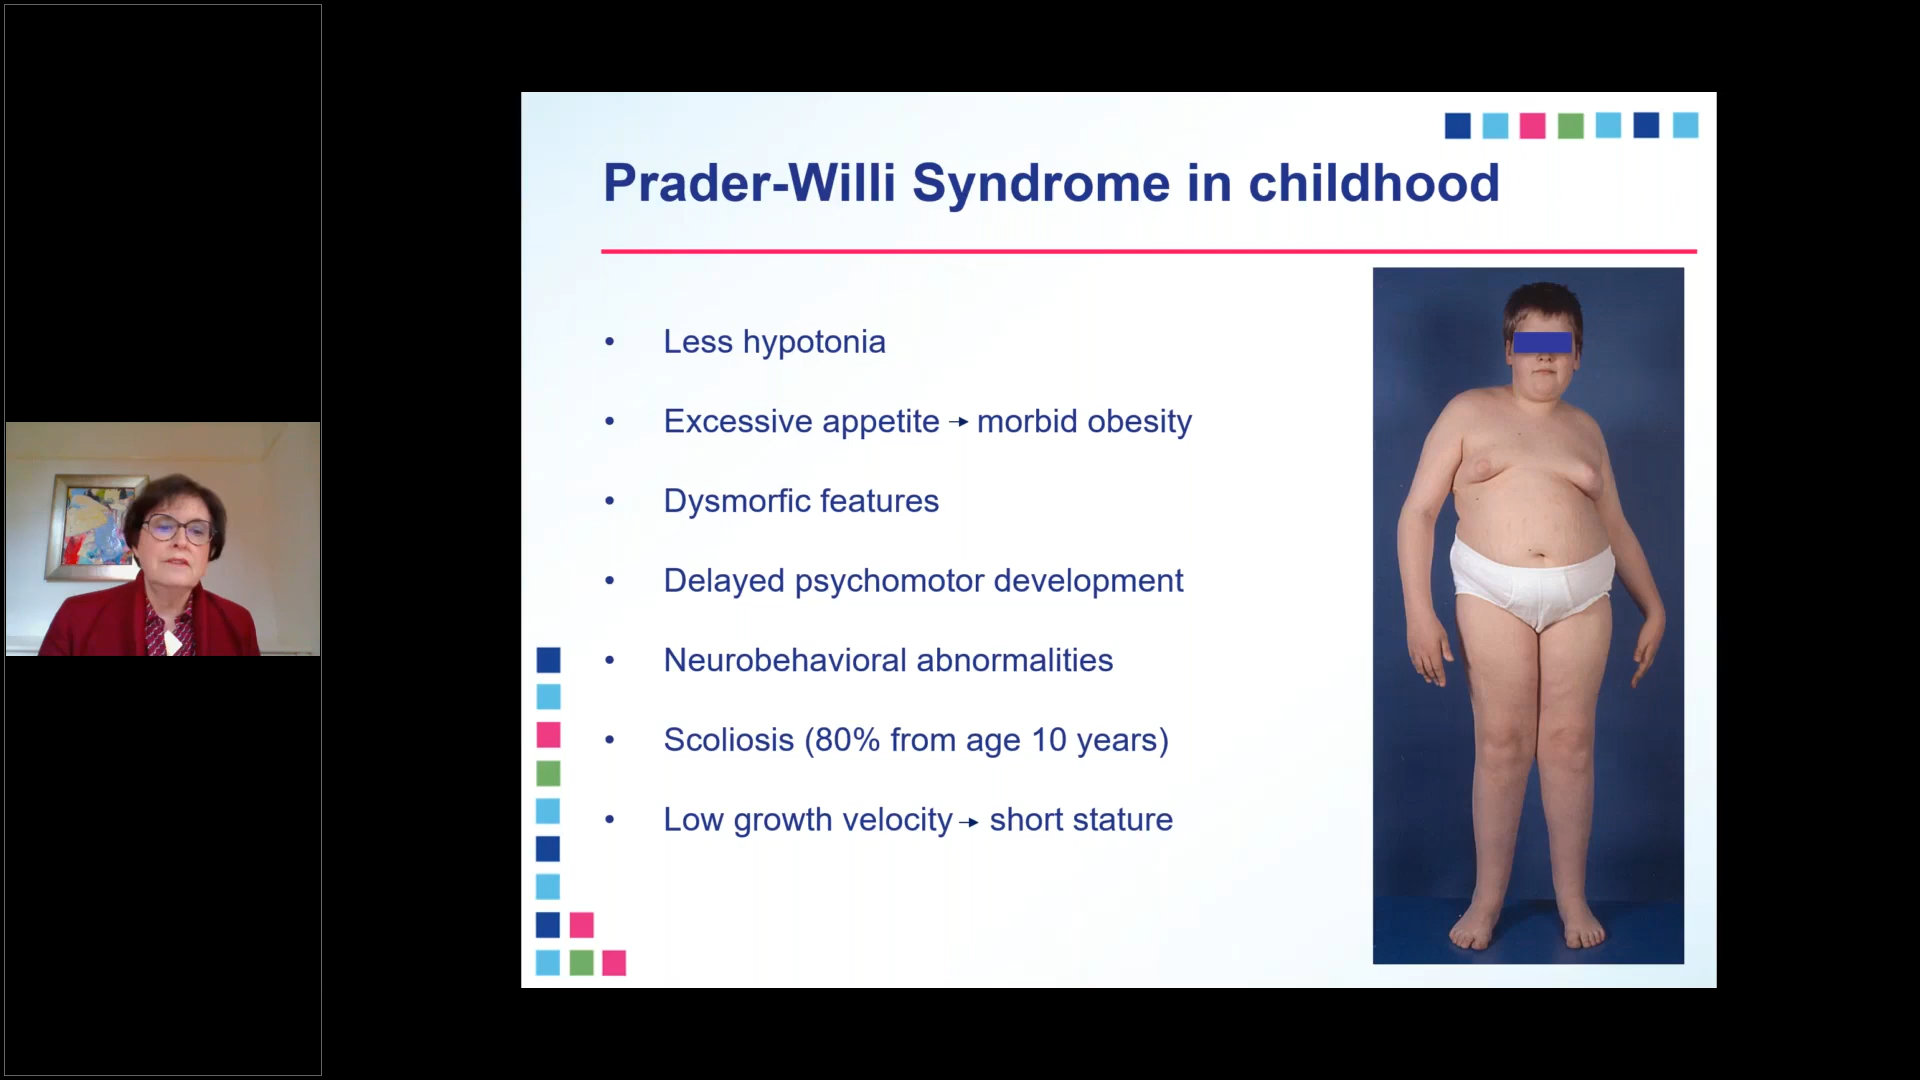 Prader-Willi Syndrome in childhood
• Less hypotonia
• Excessive appetite → morbid obesity
• Dysmorfic features
• Delayed psychomotor development
• Neurobehavioral abnormalities
• Scoliosis (80% from age 10 years)
• Low growth velocity → short stature